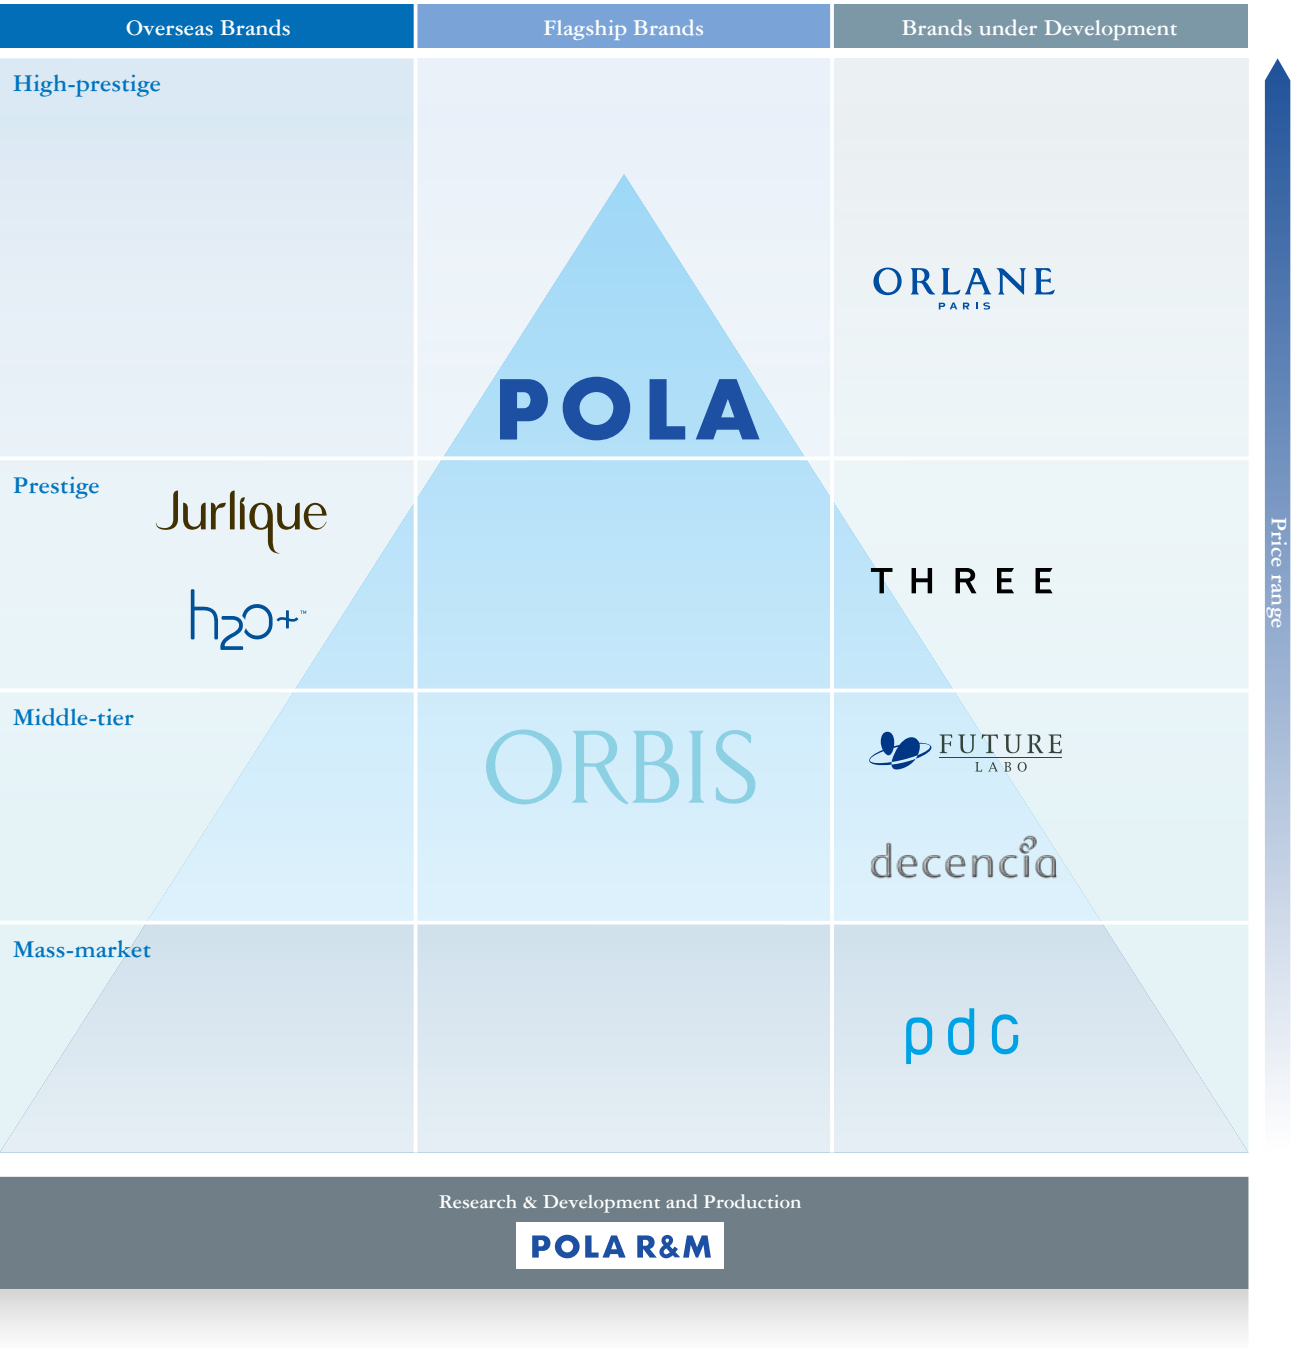 Overseas Brands
Flagship Brands
Brands under Development
High-prestige
ORLANE
PARIS
POLA
Prestige
Jurlique
h2o+™
THREE
Price range
Middle-tier
ORBIS
FUTURE
LABO
decencia
Mass-market
pdc
Research & Development and Production
POLA R&M